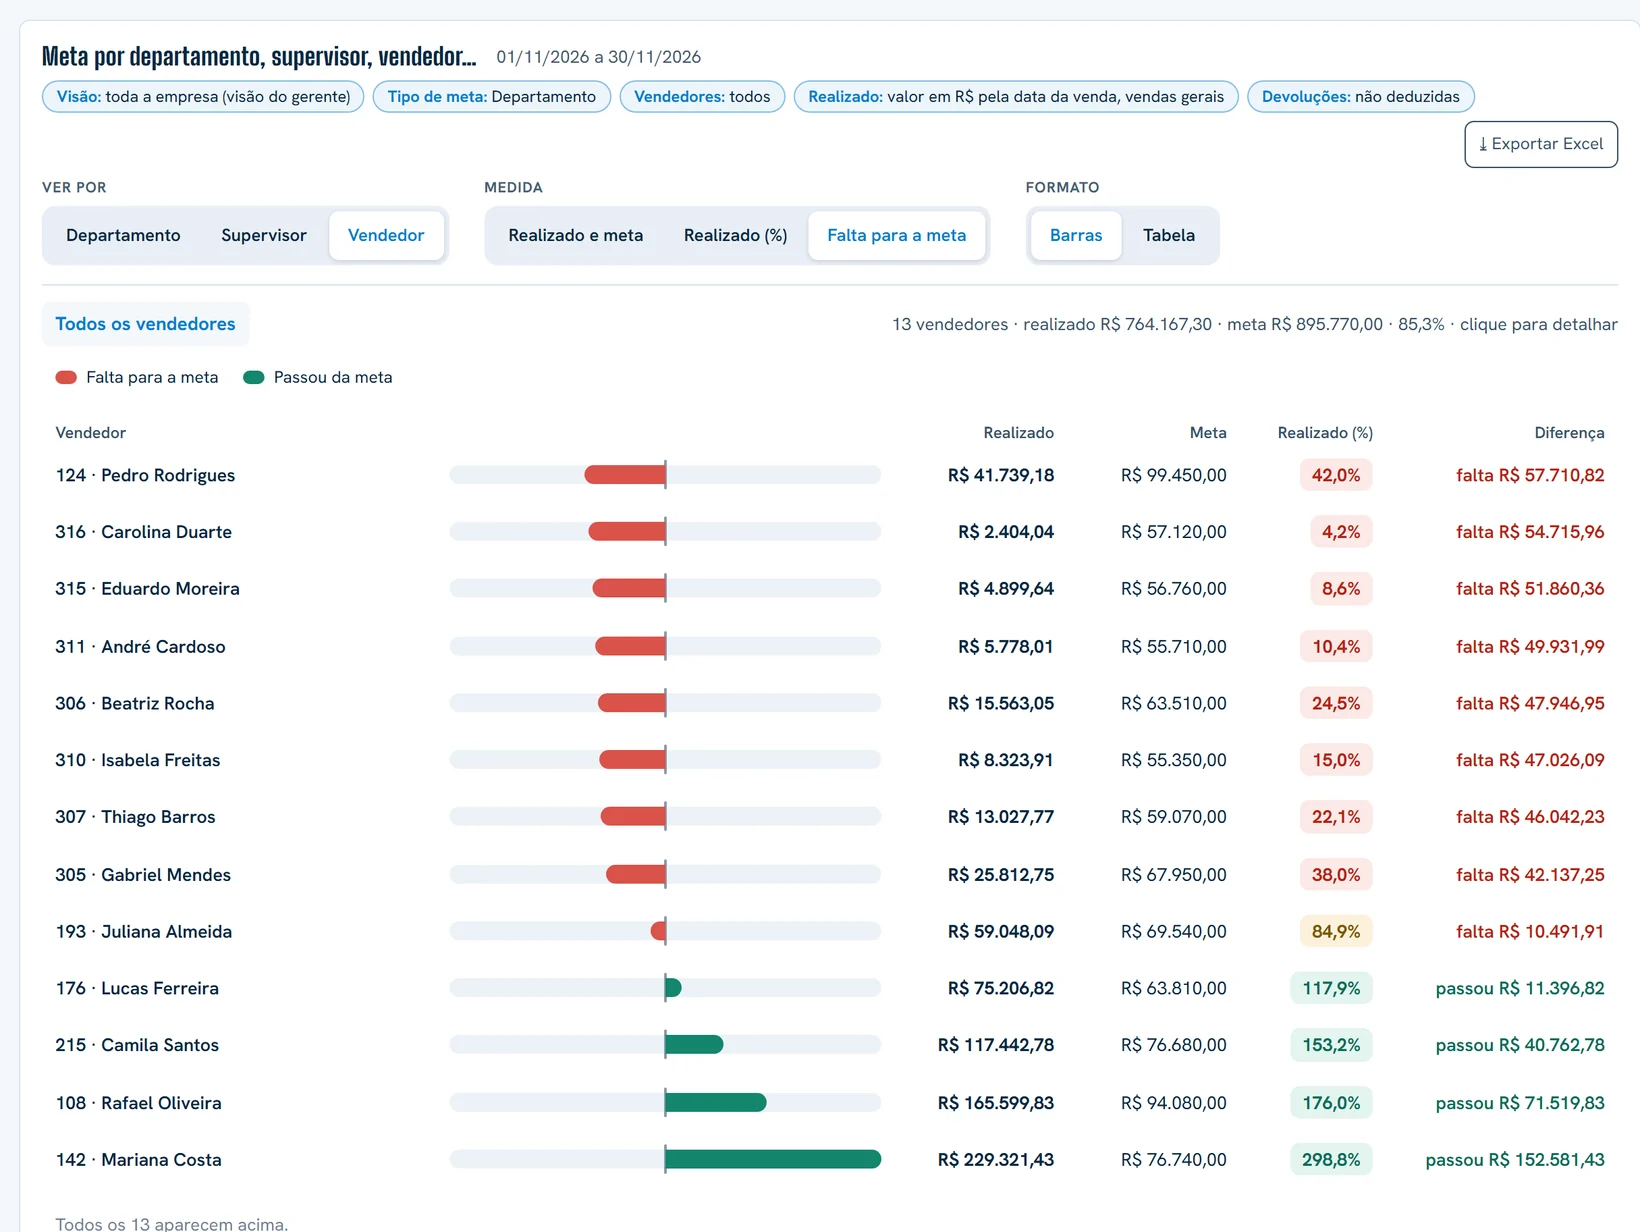 Meta por departamento, supervisor, vendedor... 01/11/2026 a 30/11/2026
Visão: toda a empresa (visão do gerente) Tipo de meta: Departamento Vendedores: todos Realizado: valor em R$ pela data da venda, vendas gerais Devoluções: não deduzidas
Exportar Excel
VER POR MEDIDA FORMATO
Departamento Supervisor Vendedor Realizado e meta Realizado (%) Falta para a meta Barras Tabela
Todos os vendedores 13 vendedores · realizado R$ 764.167,30 · meta R$ 895.770,00 · 85,3% · clique para detalhar
Falta para a meta Passou da meta
Vendedor Realizado Meta Realizado (%) Diferença
124 · Pedro Rodrigues R$ 41.739,18 R$ 99.450,00 42,0% falta R$ 57.710,82
316 · Carolina Duarte R$ 2.404,04 R$ 57.120,00 4,2% falta R$ 54.715,96
315 · Eduardo Moreira R$ 4.899,64 R$ 56.760,00 8,6% falta R$ 51.860,36
311 · André Cardoso R$ 5.778,01 R$ 55.710,00 10,4% falta R$ 49.931,99
306 · Beatriz Rocha R$ 15.563,05 R$ 63.510,00 24,5% falta R$ 47.946,95
310 · Isabela Freitas R$ 8.323,91 R$ 55.350,00 15,0% falta R$ 47.026,09
307 · Thiago Barros R$ 13.027,77 R$ 59.070,00 22,1% falta R$ 46.042,23
305 · Gabriel Mendes R$ 25.812,75 R$ 67.950,00 38,0% falta R$ 42.137,25
193 · Juliana Almeida R$ 59.048,09 R$ 69.540,00 84,9% falta R$ 10.491,91
176 · Lucas Ferreira R$ 75.206,82 R$ 63.810,00 117,9% passou R$ 11.396,82
215 · Camila Santos R$ 117.442,78 R$ 76.680,00 153,2% passou R$ 40.762,78
108 · Rafael Oliveira R$ 165.599,83 R$ 94.080,00 176,0% passou R$ 71.519,83
142 · Mariana Costa R$ 229.321,43 R$ 76.740,00 298,8% passou R$ 152.581,43
Todos os 13 aparecem acima.